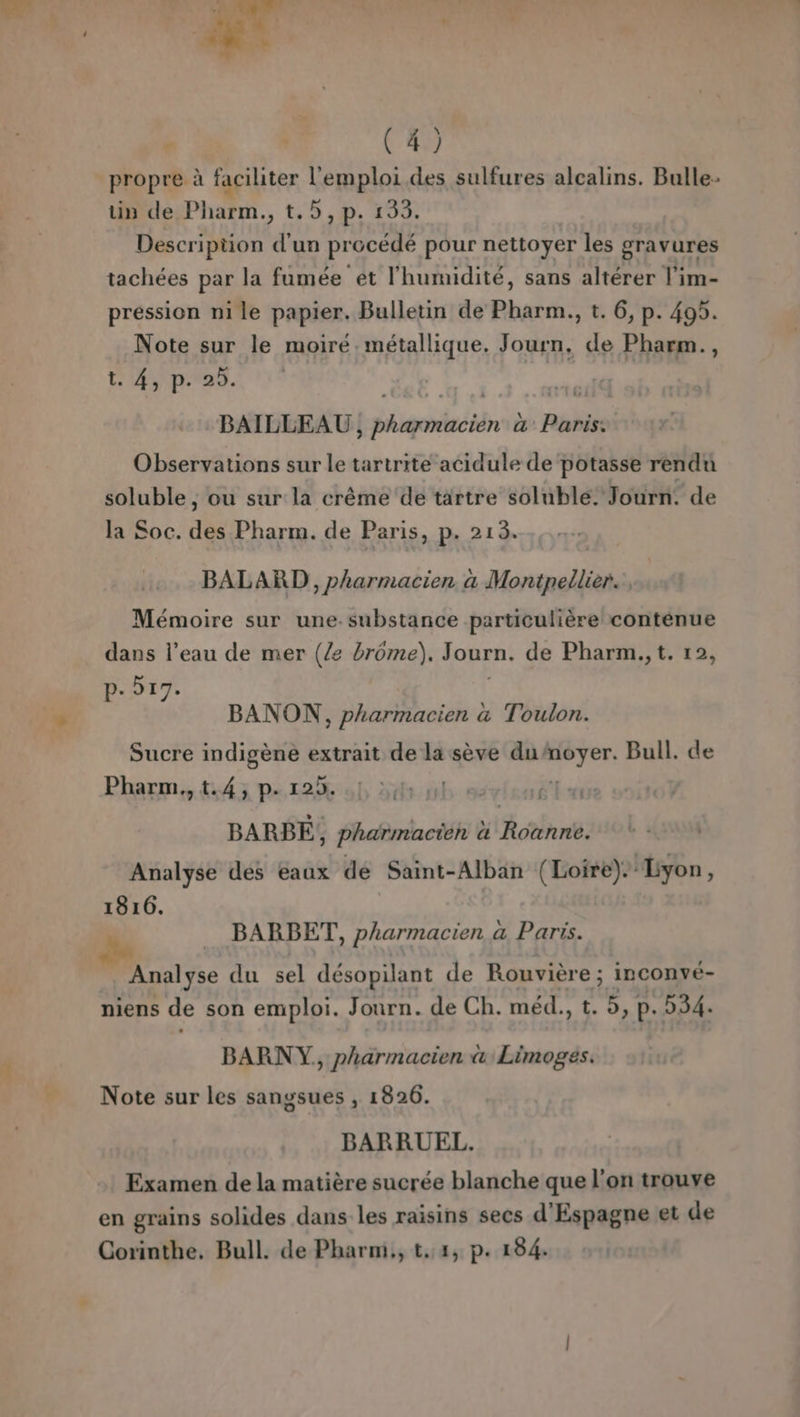 ( 4 )
propre à faciliter l'emploi des sulfures alcalins. Bulle-
tin de Pharm., t. 5, p. 133.
Description d'un procédé pour nettoyer les gravures
tachées par la fumée et l'humidité, sans altérer l'im-
préssion ni le papier. Bulletin de Pharm., t. 6, p. 495.
Note sur le moiré métallique. Journ. de Pharm.,
t. 4, p. 25.
BAILLEAU, pharmacien à Paris.
Observations sur le tartrite acidule de potasse rendu
soluble, ou sur la crême de tartre soluble. Journ. de
la Soc. des Pharm. de Paris, p. 213.
BALARD, pharmacien à Montpellier.
Mémoire sur une substance particulière contenue
dans l'eau de mer (le brôme). Journ. de Pharm., t. 12,
p. 517.
BANON, pharmacien à Toulon.
Sucre indigène extrait de la sève du noyer. Bull. de
Pharm., t. 4, p. 125.
BARBE, pharmacien à Roanne.
Analyse des eaux de Saint-Alban (Loire). Lyon,
1816.
BARBET, pharmacien à Paris.
Analyse du sel désopilant de Rouvière; inconvé-
niens de son emploi. Journ. de Ch. méd., t. 5, p. 534.
BARNY, pharmacien à Limoges.
Note sur les sangsues, 1826.
BARRUEL.
Examen de la matière sucrée blanche que l'on trouve
en grains solides dans les raisins secs d'Espagne et de
Corinthe. Bull. de Pharm., t. 1, p. 184.